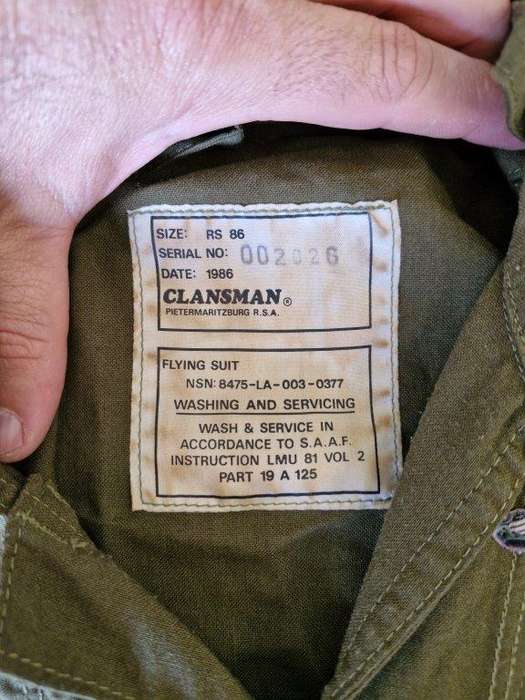 SIZE: RS 86
SERIAL NO: 002026
DATE: 1986
CLANSMAN®
PIETERMARITZBURG R.S.A.
FLYING SUIT
NSN: 8475-LA-003-0377
WASHING AND SERVICING
WASH & SERVICE IN
ACCORDANCE TO S.A.A.F.
INSTRUCTION LMU 81 VOL 2
PART 19 A 125